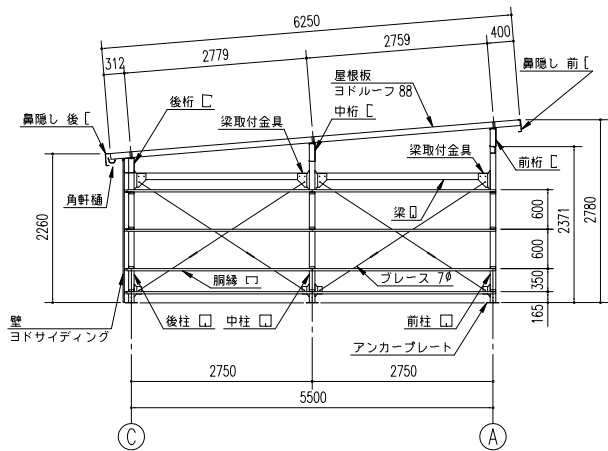 6250
312
2779
2759
400
屋根板
ヨドルーフ 88
鼻隠し 前
鼻隠し 後
後桁
梁取付金具
中桁
梁取付金具
前桁
角軒樋
梁
2260
600
600
350
165
2371
2780
胴縁
ブレース 7φ
壁
ヨドサイディング
後柱
中柱
前柱
アンカープレート
2750
2750
5500
C
A